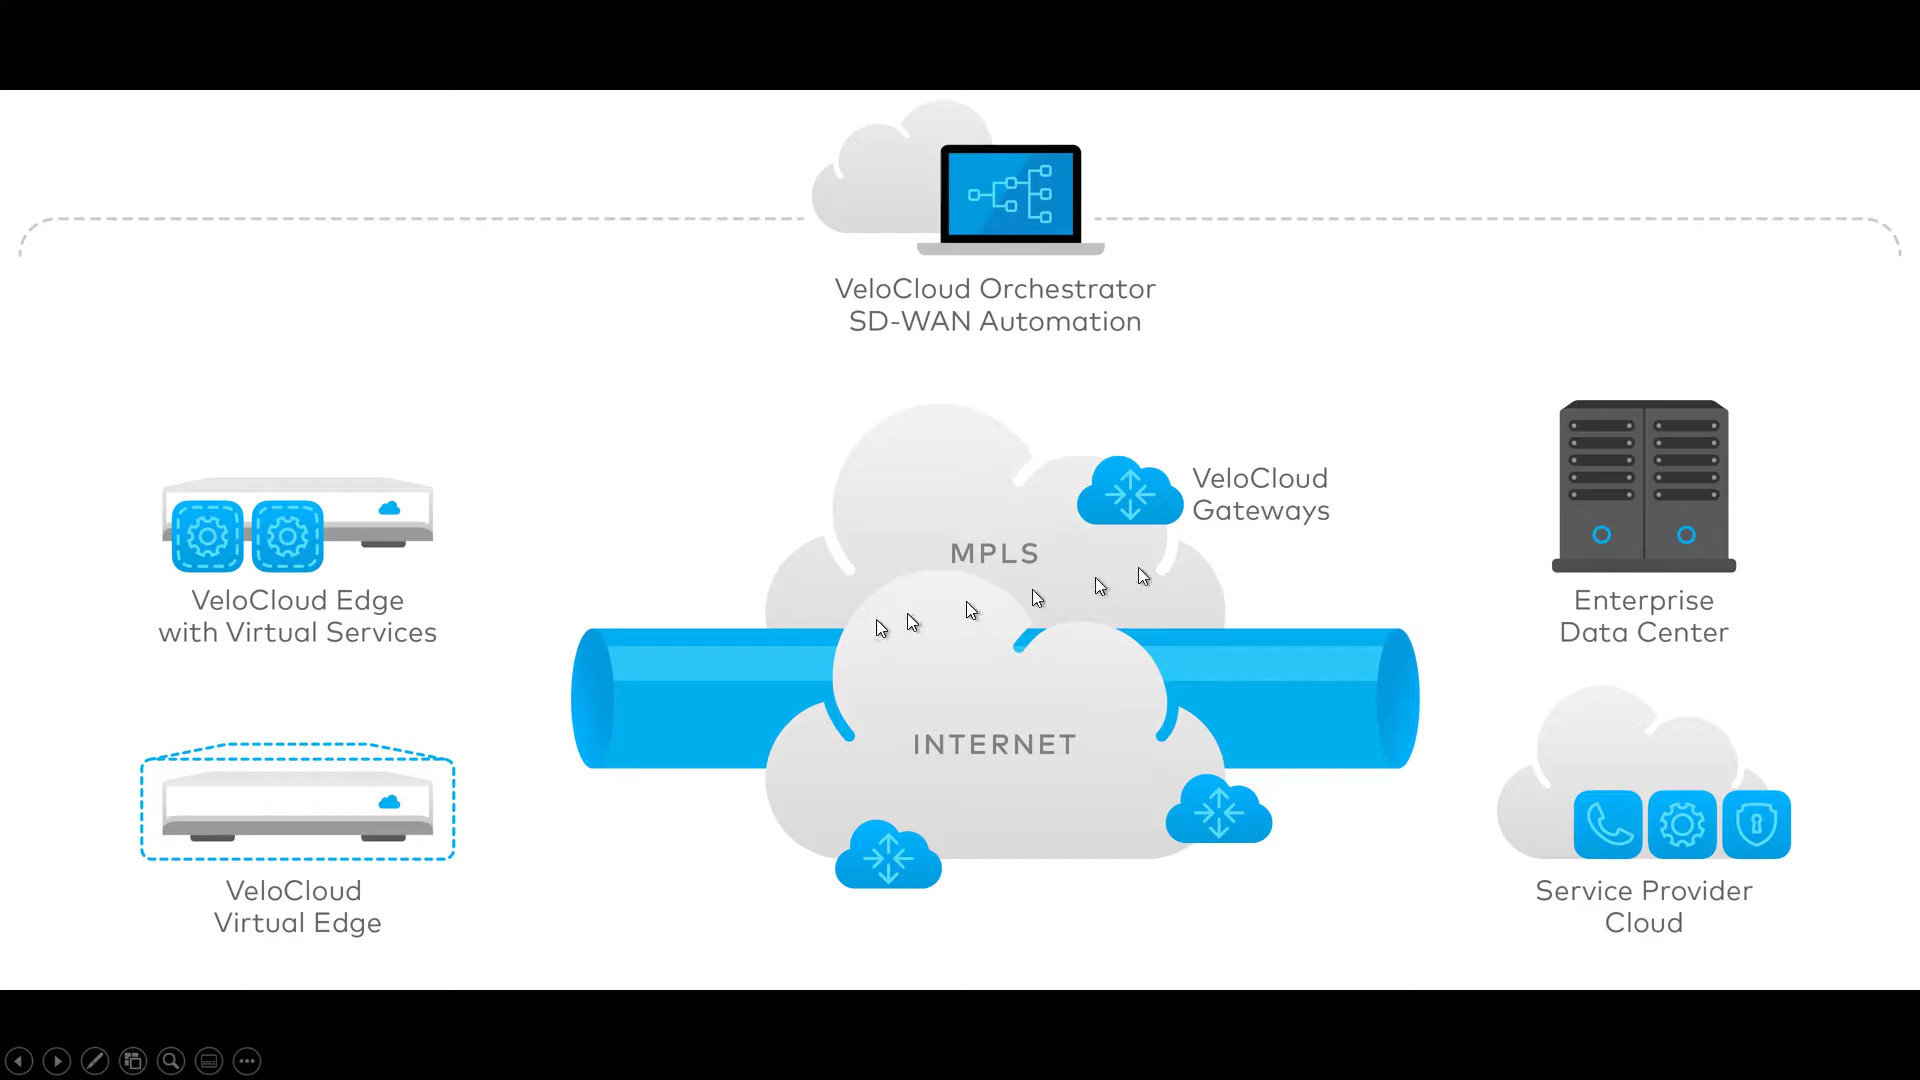 VeloCloud Orchestrator
SD-WAN Automation
VeloCloud
Gateways
MPLS
VeloCloud Edge
with Virtual Services
Enterprise
Data Center
INTERNET
VeloCloud
Virtual Edge
Service Provider
Cloud